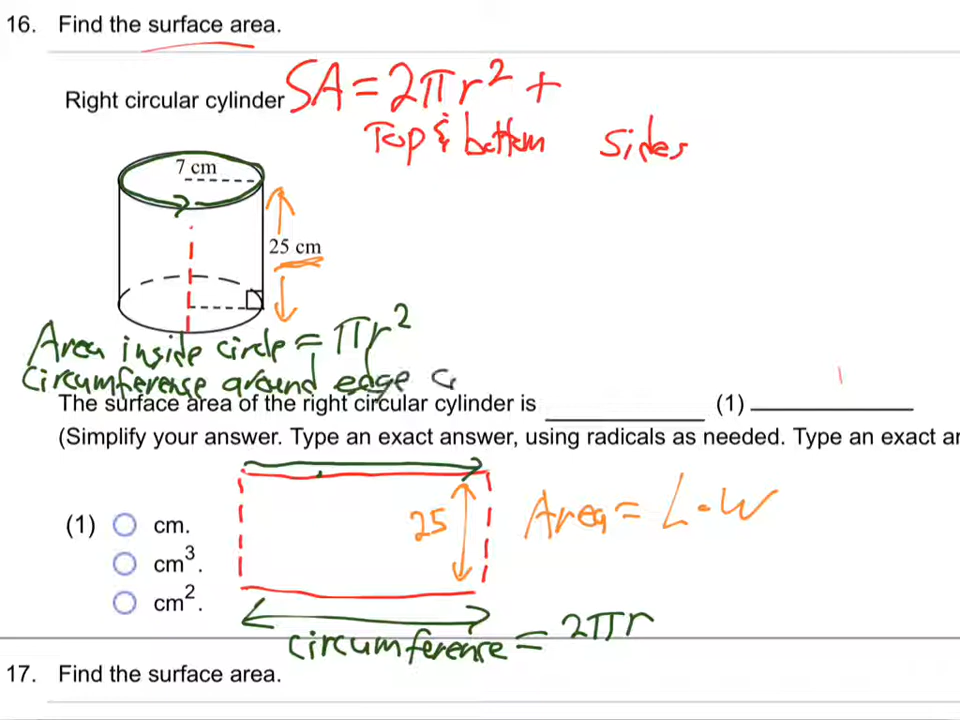 16. Find the surface area.
Right circular cylinder SA = 2πr² +
Top & bottom sides
7 cm
25 cm
Area inside circle = πr²
Circumference around edge C
The surface area of the right circular cylinder is ____________ (1) ____________
(Simplify your answer. Type an exact answer, using radicals as needed. Type an exact
25
Area = L·W
(1) cm.
cm³.
cm².
circumference = 2πr
17. Find the surface area.